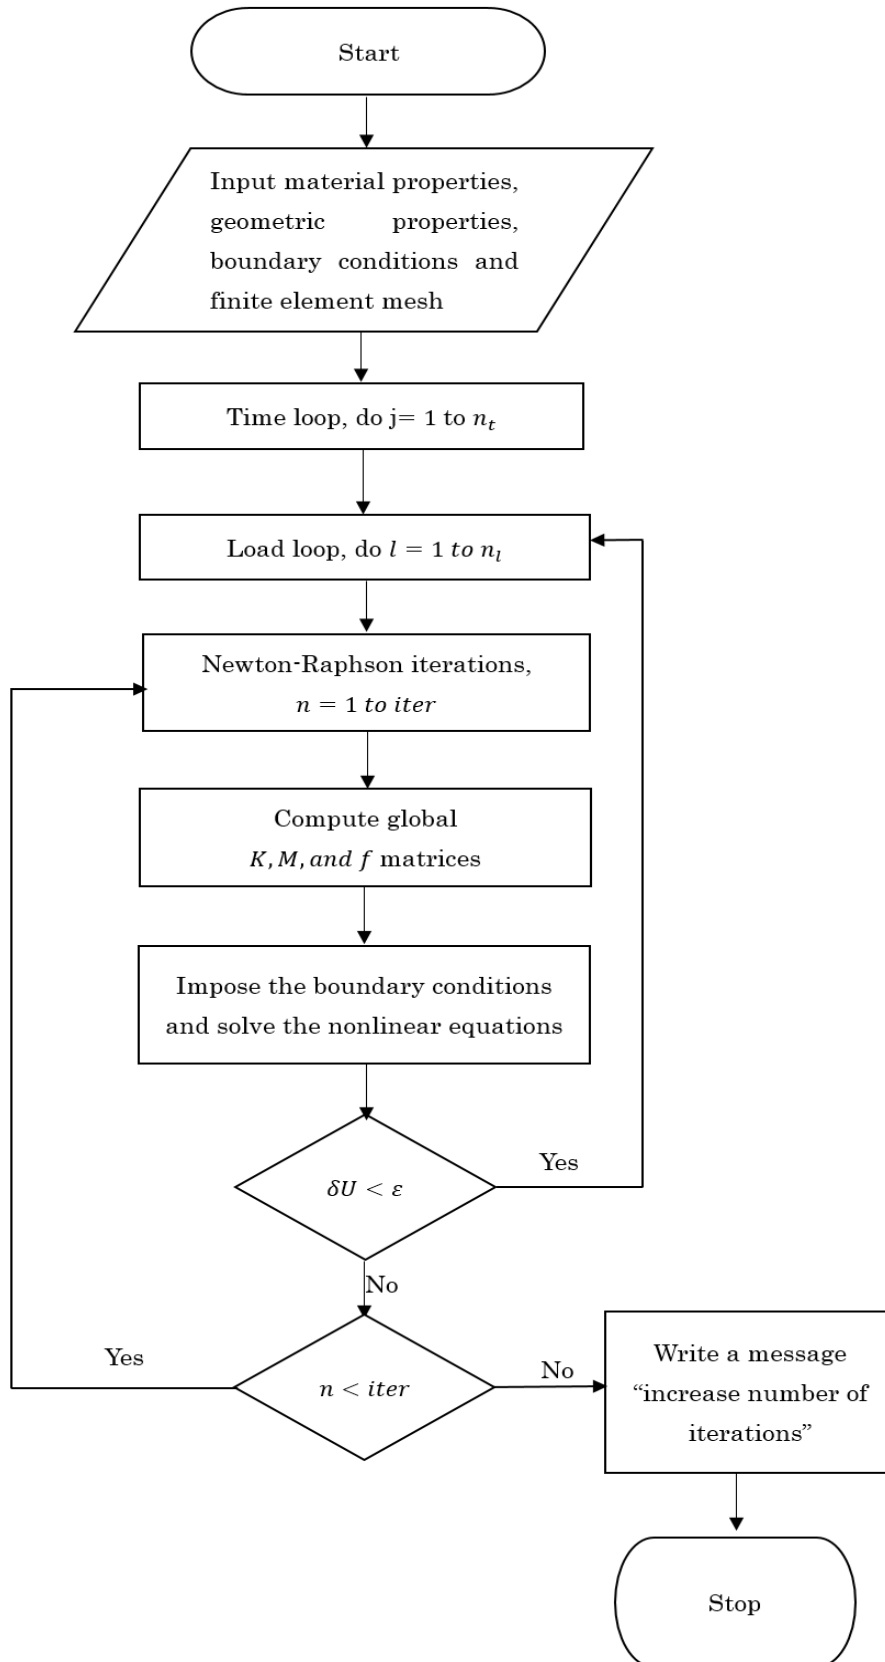 Start
Input material properties,
geometric properties,
boundary conditions and
finite element mesh
Time loop, do j= 1 to n_t
Load loop, do l = 1 to n_l
Newton-Raphson iterations,
n = 1 to iter
Compute global
K, M, and f matrices
Impose the boundary conditions
and solve the nonlinear equations
δU < ε
Yes
No
n < iter
Yes
No
Write a message
“increase number of
iterations”
Stop